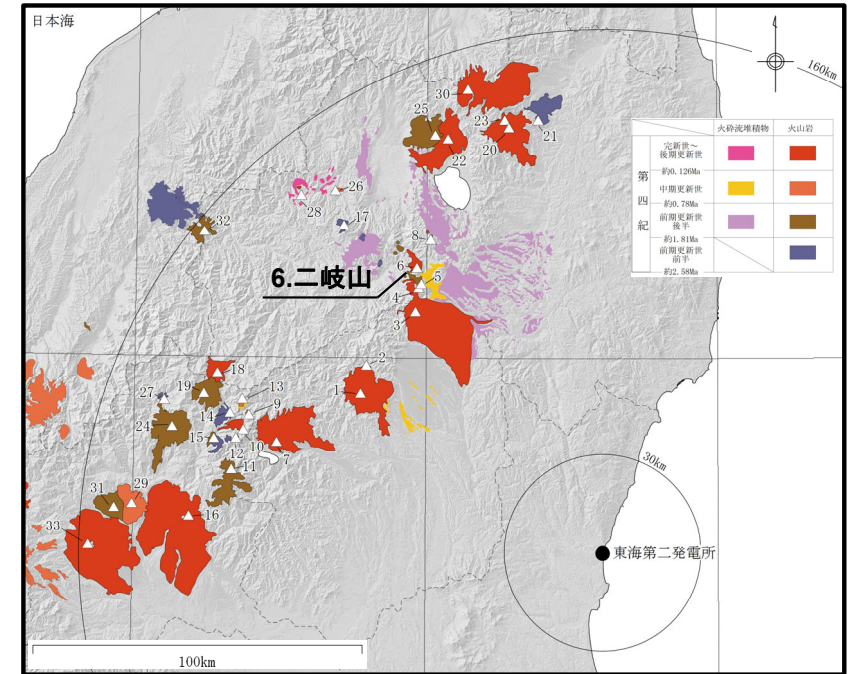 日本海
160km
30
25
23
20
21
22
26
28
17
32
8
6
5
6.二岐山
4
3
火砕流堆積物
火山岩
第四紀
完新世~
後期更新世
約0.126Ma
中期更新世
約0.78Ma
前期更新世
後半
約1.81Ma
前期更新世
前半
約2.58Ma
2
18
1
27
19
13
14
9
24
15
10
7
12
11
30km
31
29
16
33
東海第二発電所
100km